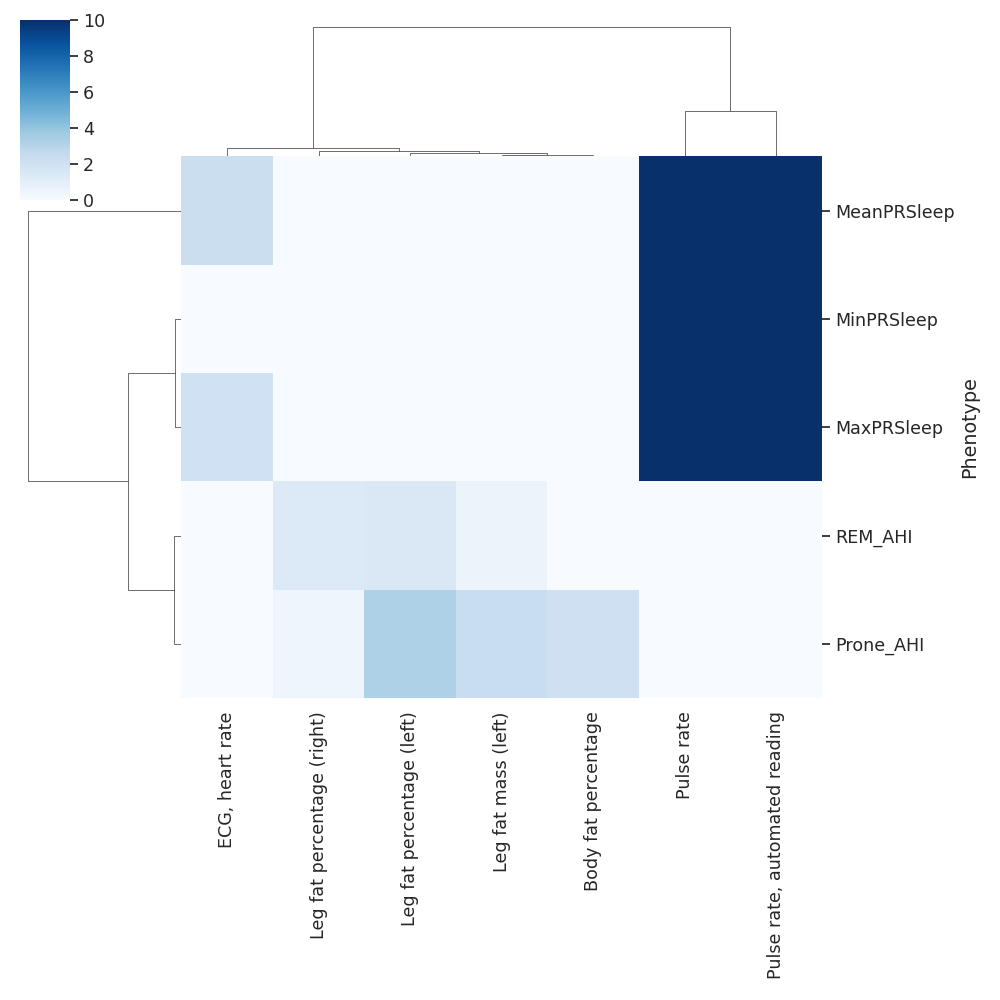 10
8
6
4
2
0
MeanPRSleep
MinPRSleep
MaxPRSleep
REM_AHI
Prone_AHI
Phenotype
ECG, heart rate
Leg fat percentage (right)
Leg fat percentage (left)
Leg fat mass (left)
Body fat percentage
Pulse rate
Pulse rate, automated reading